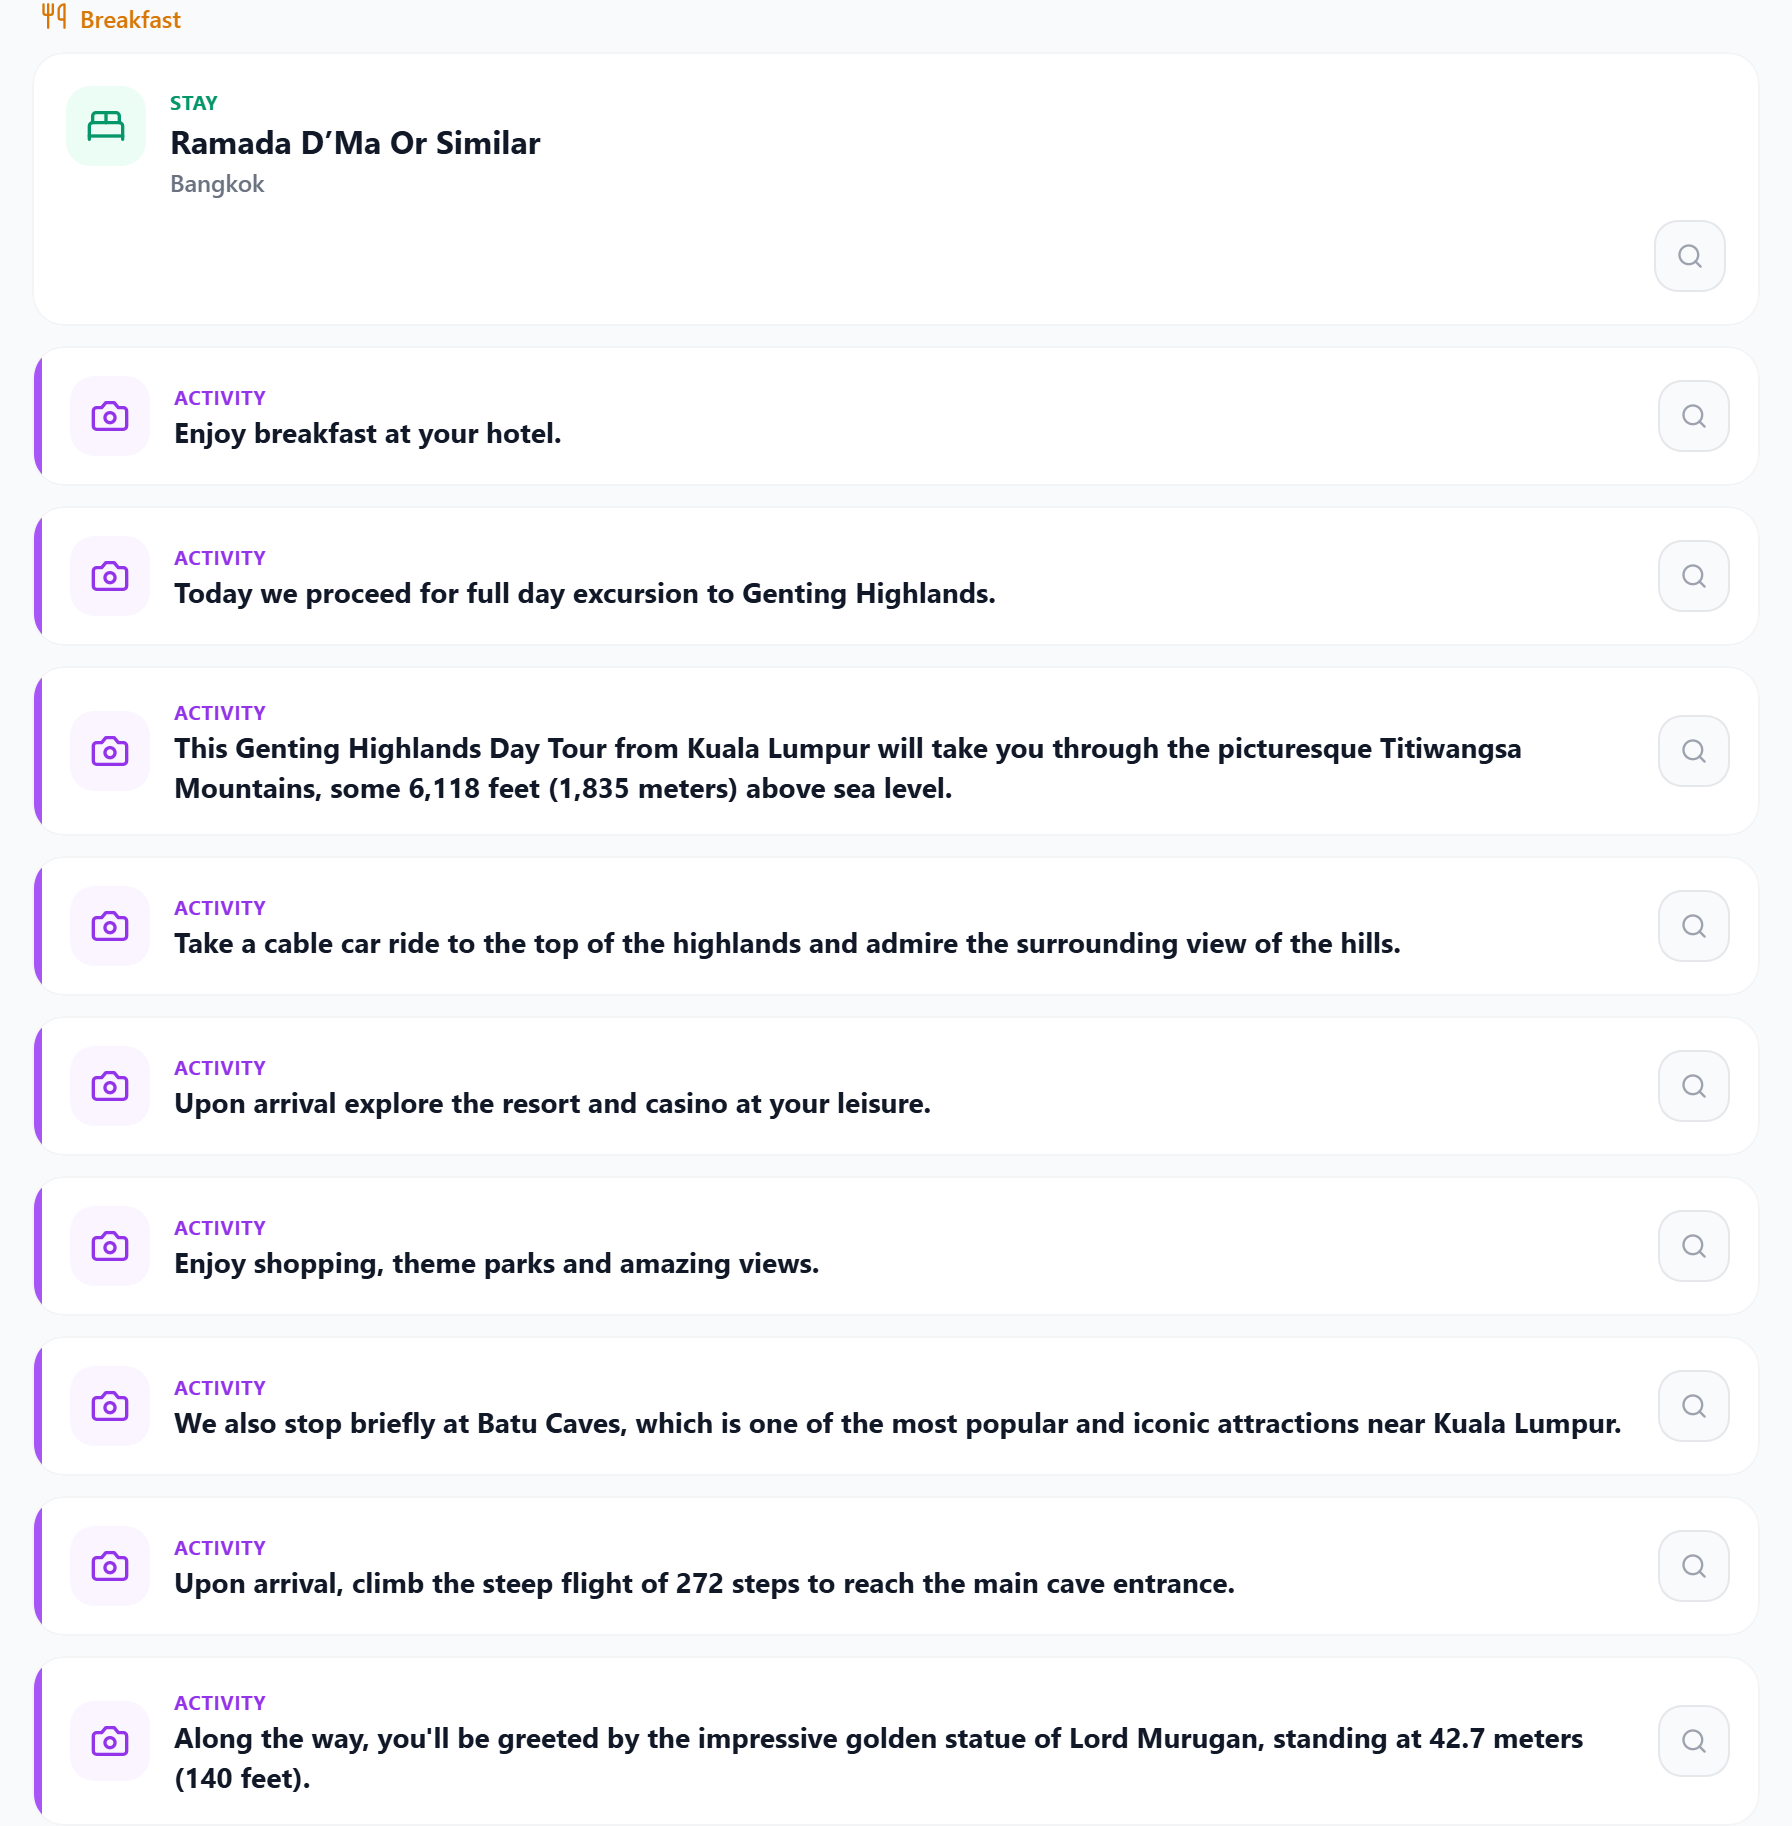 Breakfast
STAY
Ramada D’Ma Or Similar
Bangkok
ACTIVITY
Enjoy breakfast at your hotel.
ACTIVITY
Today we proceed for full day excursion to Genting Highlands.
ACTIVITY
This Genting Highlands Day Tour from Kuala Lumpur will take you through the picturesque Titiwangsa
Mountains, some 6,118 feet (1,835 meters) above sea level.
ACTIVITY
Take a cable car ride to the top of the highlands and admire the surrounding view of the hills.
ACTIVITY
Upon arrival explore the resort and casino at your leisure.
ACTIVITY
Enjoy shopping, theme parks and amazing views.
ACTIVITY
We also stop briefly at Batu Caves, which is one of the most popular and iconic attractions near Kuala Lumpur.
ACTIVITY
Upon arrival, climb the steep flight of 272 steps to reach the main cave entrance.
ACTIVITY
Along the way, you'll be greeted by the impressive golden statue of Lord Murugan, standing at 42.7 meters
(140 feet).